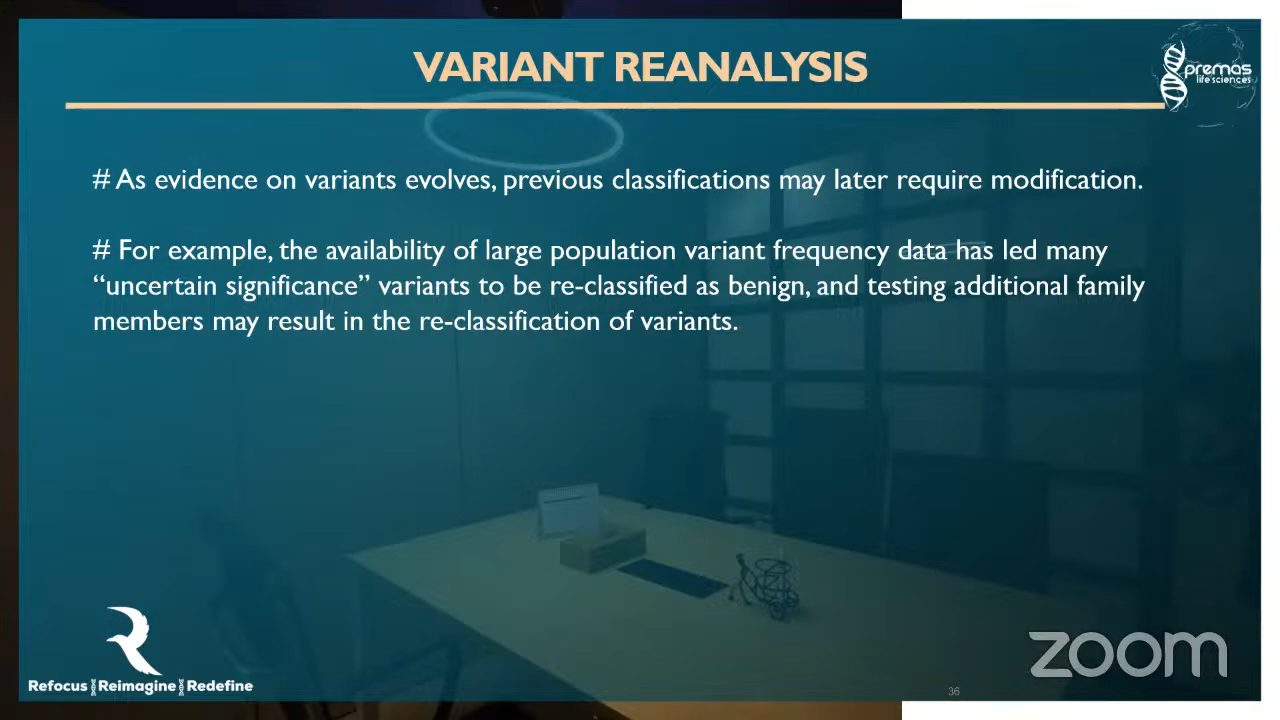 VARIANT REANALYSIS
premas
life sciences
# As evidence on variants evolves, previous classifications may later require modification.
# For example, the availability of large population variant frequency data has led many
“uncertain significance” variants to be re-classified as benign, and testing additional family
members may result in the re-classification of variants.
Refocus Reimagine Redefine
zoom
36